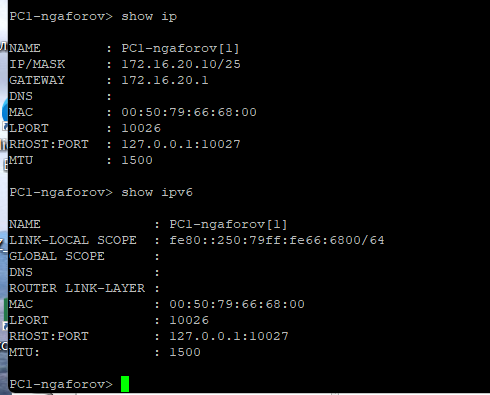 PC1-ngaforov> show ip
NAME        : PC1-ngaforov[1]
IP/MASK     : 172.16.20.10/25
GATEWAY     : 172.16.20.1
DNS         :
MAC         : 00:50:79:66:68:00
LPORT       : 10026
RHOST:PORT  : 127.0.0.1:10027
MTU         : 1500
PC1-ngaforov> show ipv6
NAME              : PC1-ngaforov[1]
LINK-LOCAL SCOPE  : fe80::250:79ff:fe66:6800/64
GLOBAL SCOPE      :
DNS               :
ROUTER LINK-LAYER :
MAC               : 00:50:79:66:68:00
LPORT             : 10026
RHOST:PORT        : 127.0.0.1:10027
MTU:              : 1500
PC1-ngaforov>